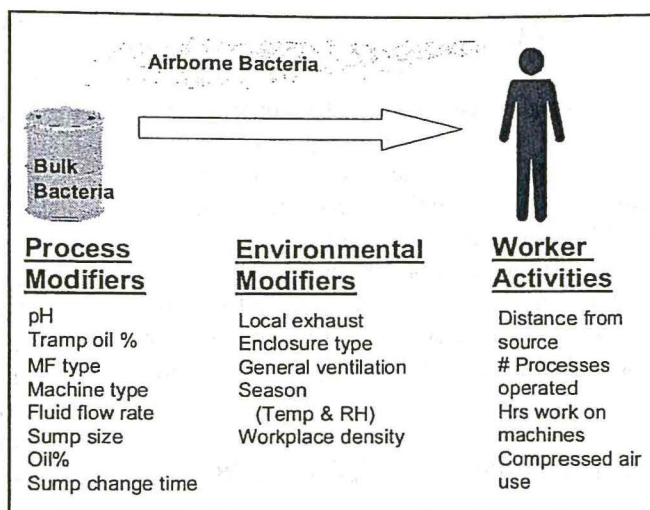 Airborne Bacteria
Bulk
Bacteria
Process
Modifiers
pH
Tramp oil %
MF type
Machine type
Fluid flow rate
Sump size
Oil%
Sump change time
Environmental
Modifiers
Local exhaust
Enclosure type
General ventilation
Season
(Temp & RH)
Workplace density
Worker
Activities
Distance from
source
# Processes
operated
Hrs work on
machines
Compressed air
use